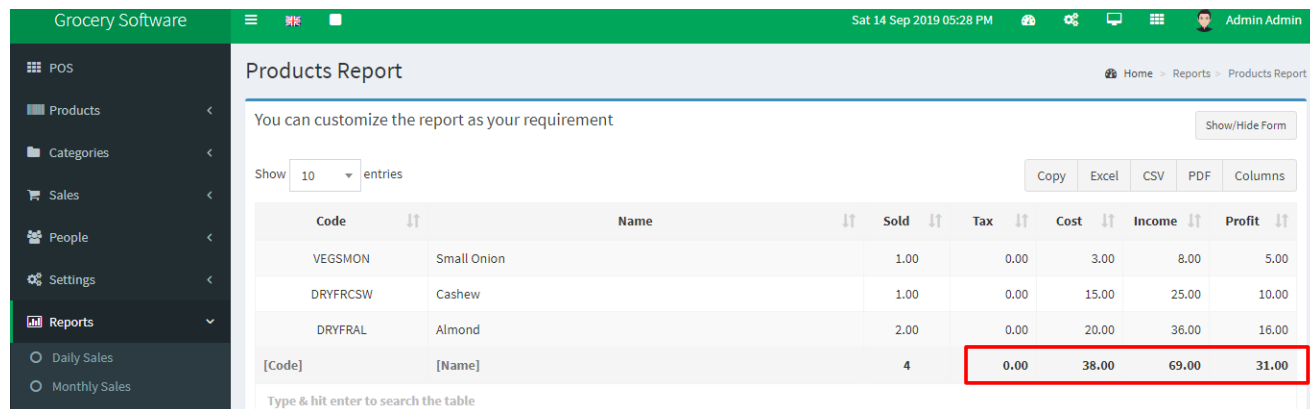 Grocery Software
Sat 14 Sep 2019 05:28 PM
Admin Admin
POS
Products
Categories
Sales
People
Settings
Reports
Daily Sales
Monthly Sales
Products Report
Home > Reports > Products Report
You can customize the report as your requirement
Show/Hide Form
Show 10 entries
Copy Excel CSV PDF Columns
Code Name Sold Tax Cost Income Profit
VEGSMON Small Onion 1.00 0.00 3.00 8.00 5.00
DRYFRCSW Cashew 1.00 0.00 15.00 25.00 10.00
DRYFRAL Almond 2.00 0.00 20.00 36.00 16.00
[Code] [Name] 4 0.00 38.00 69.00 31.00
Type & hit enter to search the table